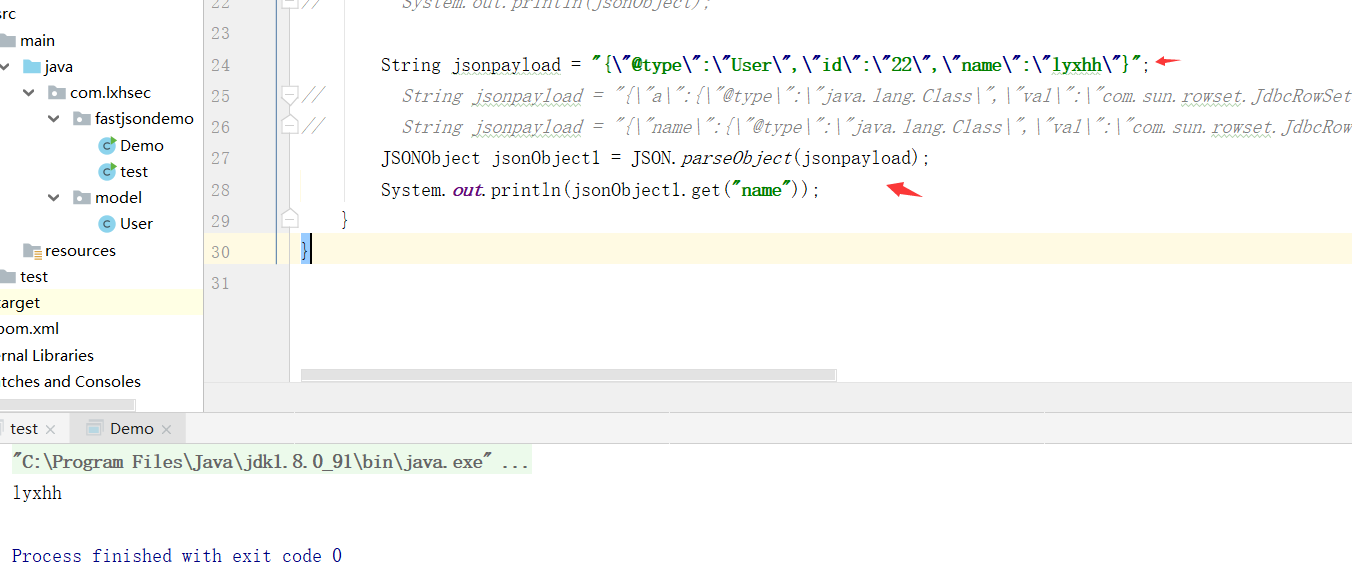 src
main
java
com.lxhsec
fastjsondemo
Demo
test
model
User
resources
test
target
pom.xml
rnal Libraries
tches and Consoles
22 // System.out.println(jsonObject);
23
24 String jsonpayload = "{\"@type\":\"User\",\"id\":\"22\",\"name\":\"lyxhh\"}";
25 // String jsonpayload = "{\"a\":{\"@type\":\"java.lang.Class\",\"val\":\"com.sun.rowset.JdbcRowSet
26 // String jsonpayload = "{\"name\":{\"@type\":\"java.lang.Class\",\"val\":\"com.sun.rowset.JdbcRow
27 JSONObject jsonObject1 = JSON.parseObject(jsonpayload);
28 System.out.println(jsonObject1.get("name"));
29 }
30 }
31
test × Demo ×
"C:\Program Files\Java\jdk1.8.0_91\bin\java.exe" ...
lyxhh
Process finished with exit code 0